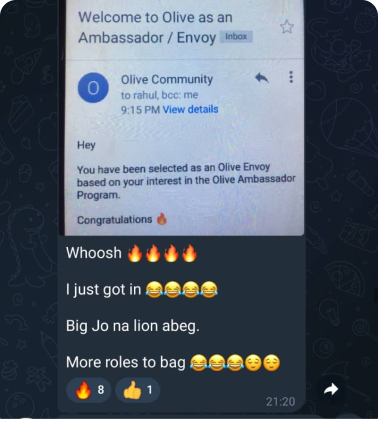 Welcome to Olive as an
Ambassador / Envoy Inbox
O
Olive Community
to rahul, bcc: me
9:15 PM View details
Hey
You have been selected as an Olive Envoy
based on your interest in the Olive Ambassador
Program.
Congratulations 🔥
Whoosh 🔥🔥🔥🔥
I just got in 😂😂😂😂
Big Jo na lion abeg.
More roles to bag 😂😂😂😌😌
🔥 8 👍 1
21:20